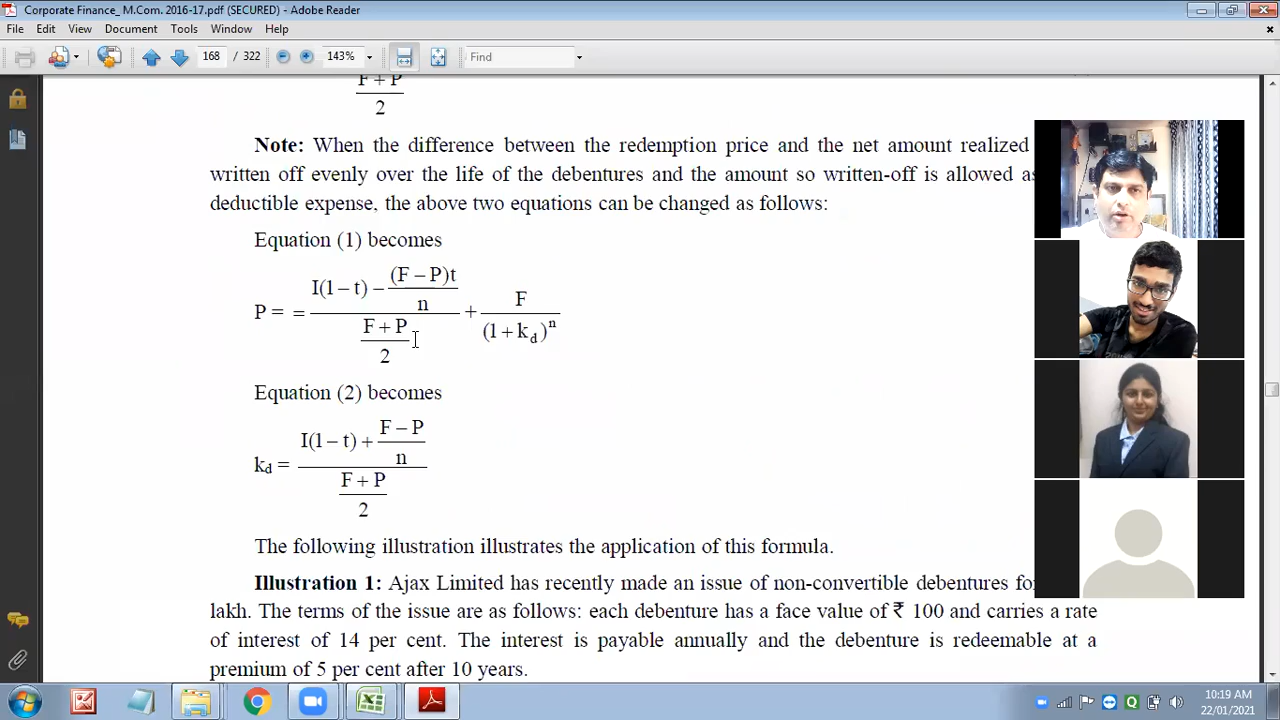 Corporate Finance_ M.Com. 2016-17.pdf (SECURED) - Adobe Reader
File Edit View Document Tools Window Help
168 / 322 143% Find
F + P
2
Note: When the difference between the redemption price and the net amount realized
written off evenly over the life of the debentures and the amount so written-off is allowed as
deductible expense, the above two equations can be changed as follows:
Equation (1) becomes
P = = I(1 – t) – (F – P)t / n
F + P / 2
+ F / (1 + kd)ⁿ
Equation (2) becomes
kd = I(1 – t) + F – P / n
F + P / 2
The following illustration illustrates the application of this formula.
Illustration 1: Ajax Limited has recently made an issue of non-convertible debentures
lakh. The terms of the issue are as follows: each debenture has a face value of ₹ 100 and carries a rate
of interest of 14 per cent. The interest is payable annually and the debenture is redeemable at a
premium of 5 per cent after 10 years.
10:19 AM
22/01/2021